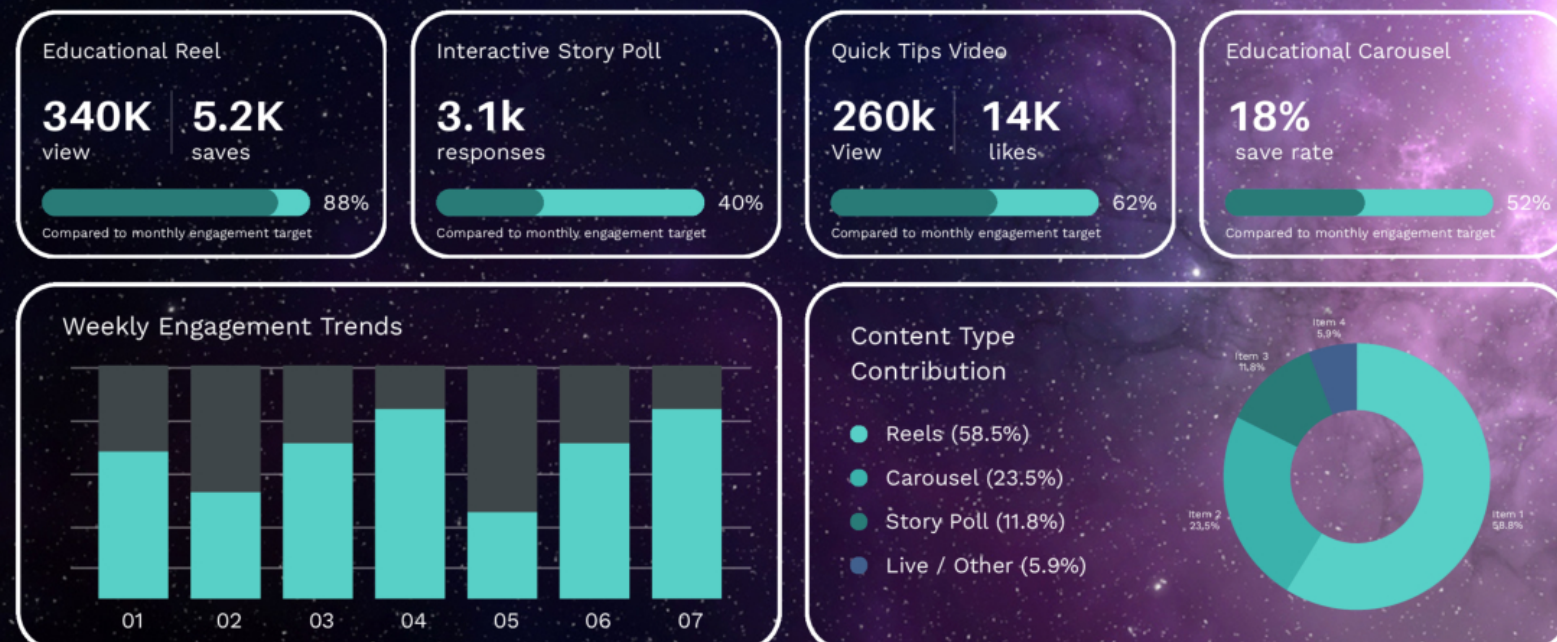 Educational Reel
340K
view
5.2K
saves
88%
Compared to monthly engagement target
Interactive Story Poll
3.1k
responses
40%
Compared to monthly engagement target
Quick Tips Video
260k
View
14K
likes
62%
Compared to monthly engagement target
Educational Carousel
18%
save rate
52%
Compared to monthly engagement target
Weekly Engagement Trends
01
02
03
04
05
06
07
Content Type
Contribution
Reels (58.5%)
Carousel (23.5%)
Story Poll (11.8%)
Live / Other (5.9%)
Item 4
5.9%
Item 3
11,8%
Item 2
23,5%
Item 1
58.8%